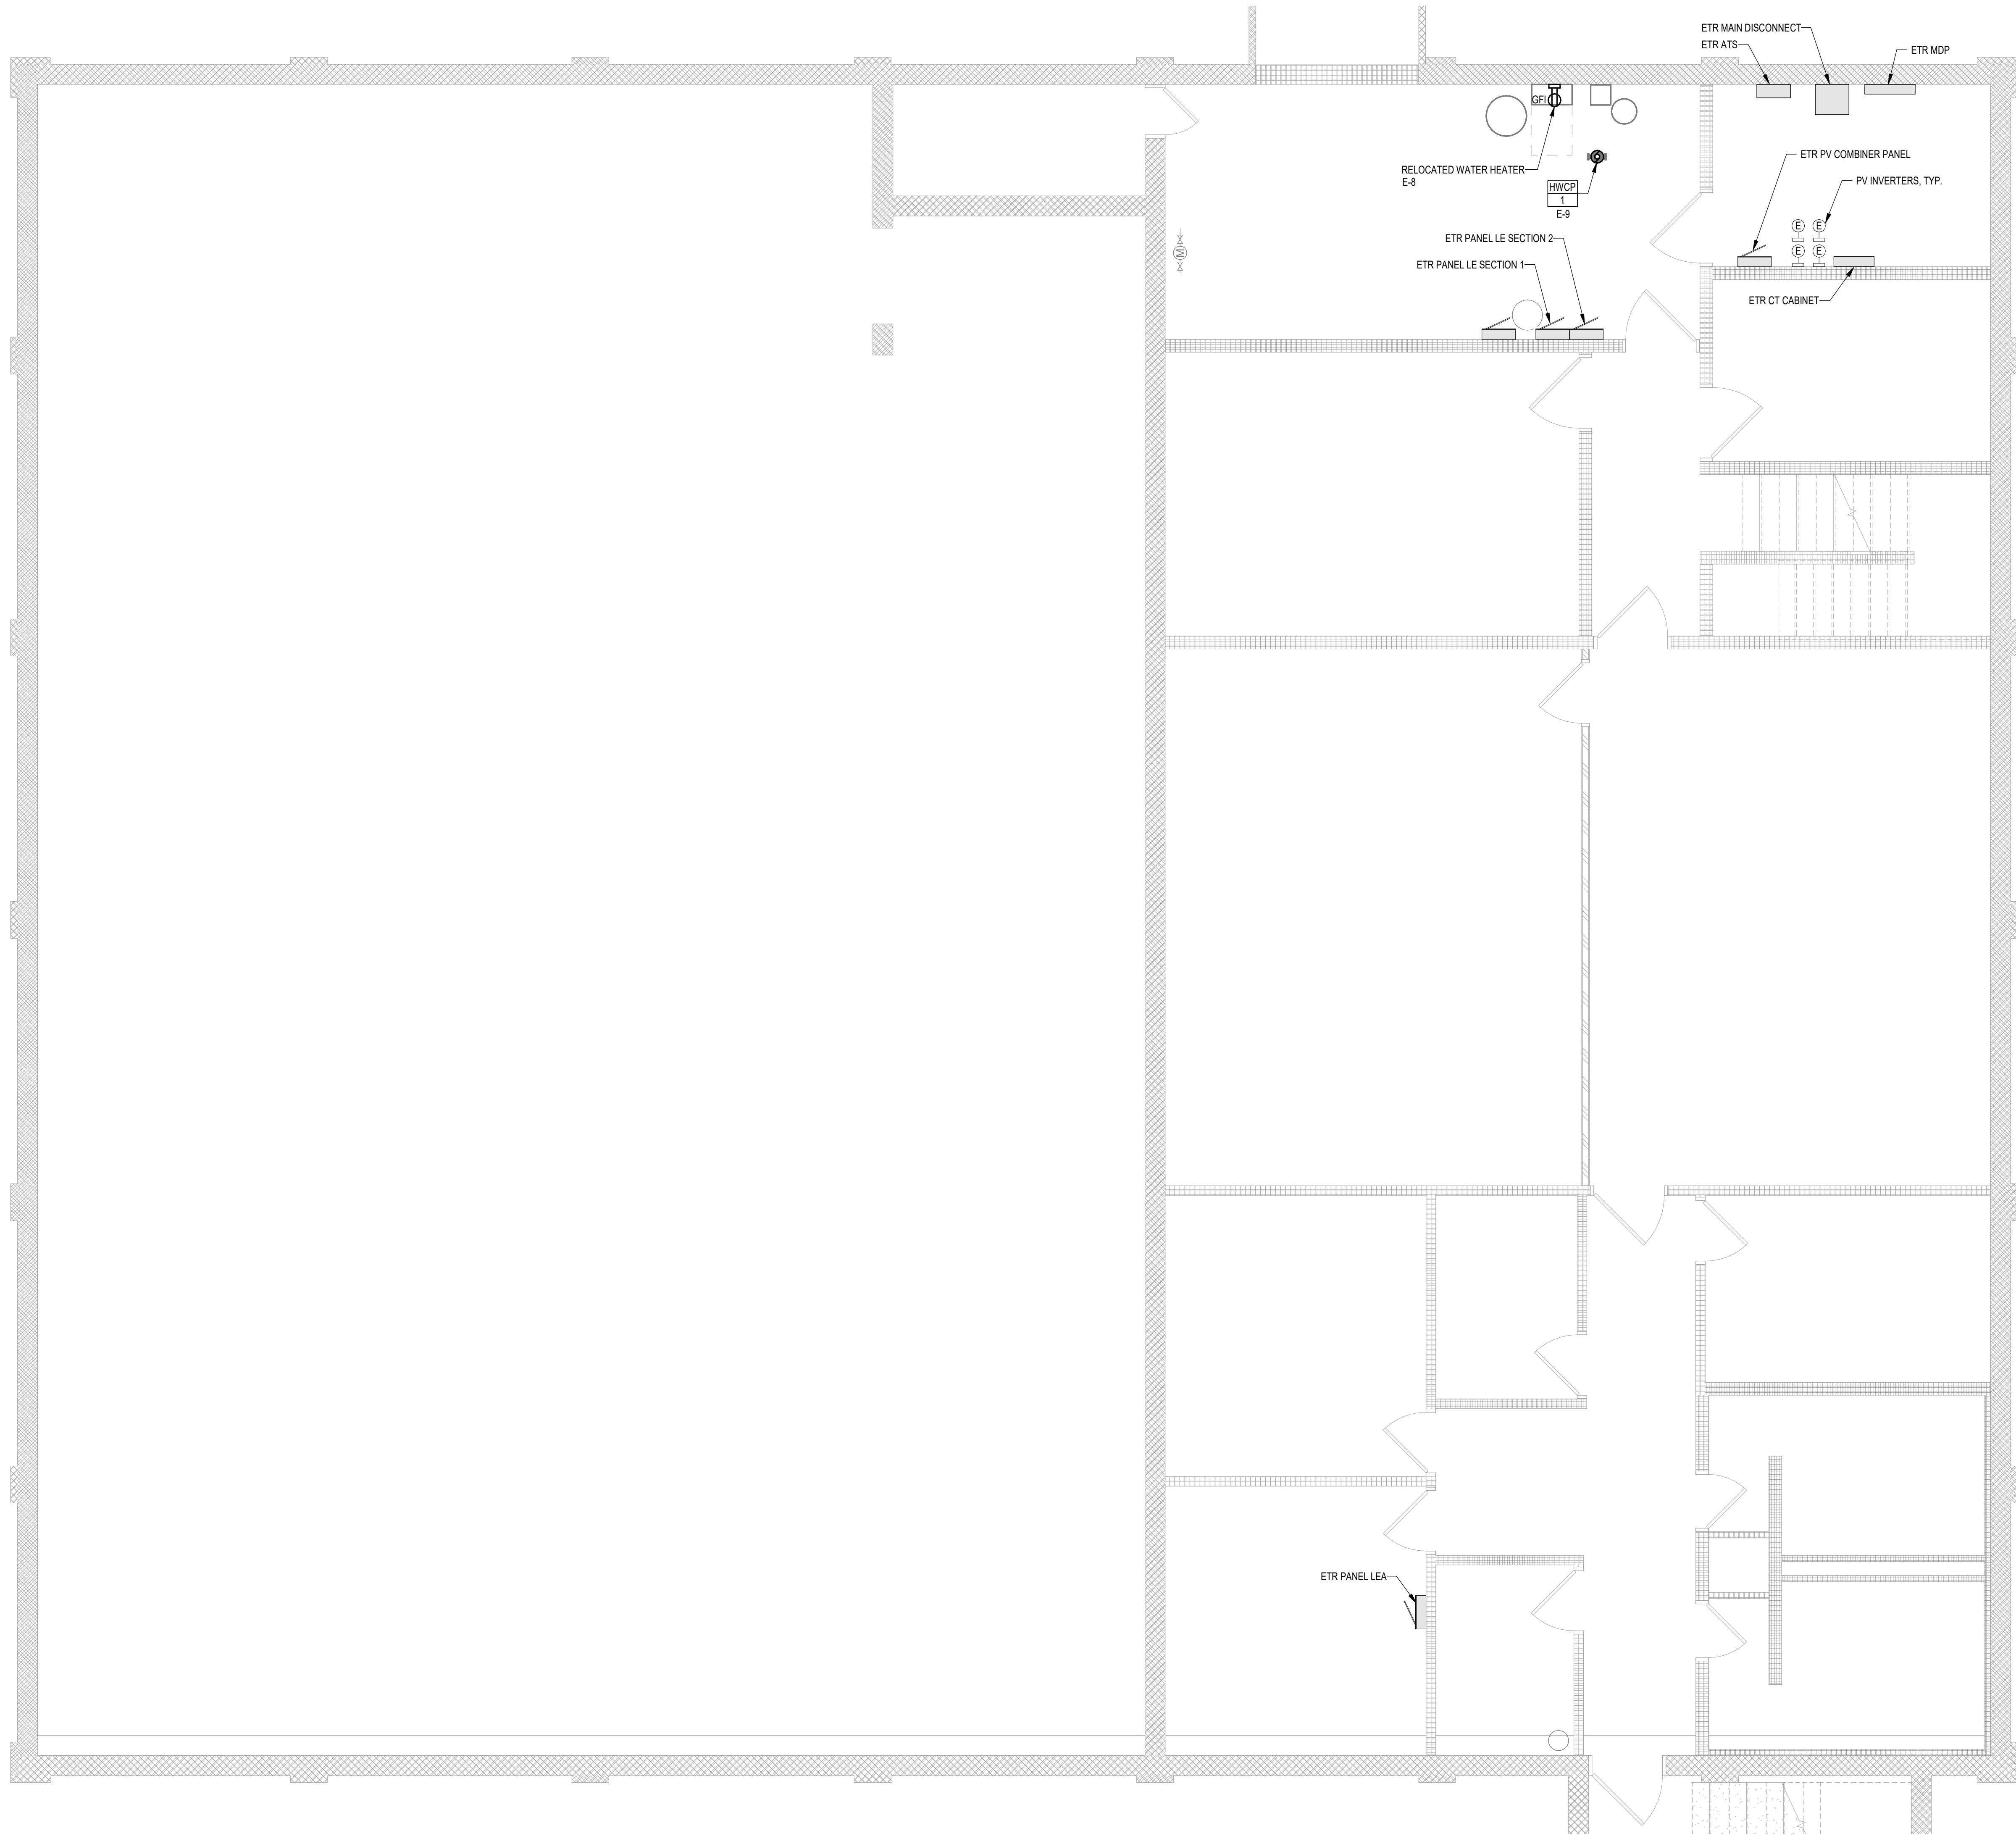 ETR MAIN DISCONNECT
ETR ATS
ETR MDP
GFI
RELOCATED WATER HEATER
E-8
HWCP
1
E-9
ETR PV COMBINER PANEL
PV INVERTERS, TYP.
E E
E E
M
ETR PANEL LE SECTION 2
ETR PANEL LE SECTION 1
ETR CT CABINET
ETR PANEL LEA